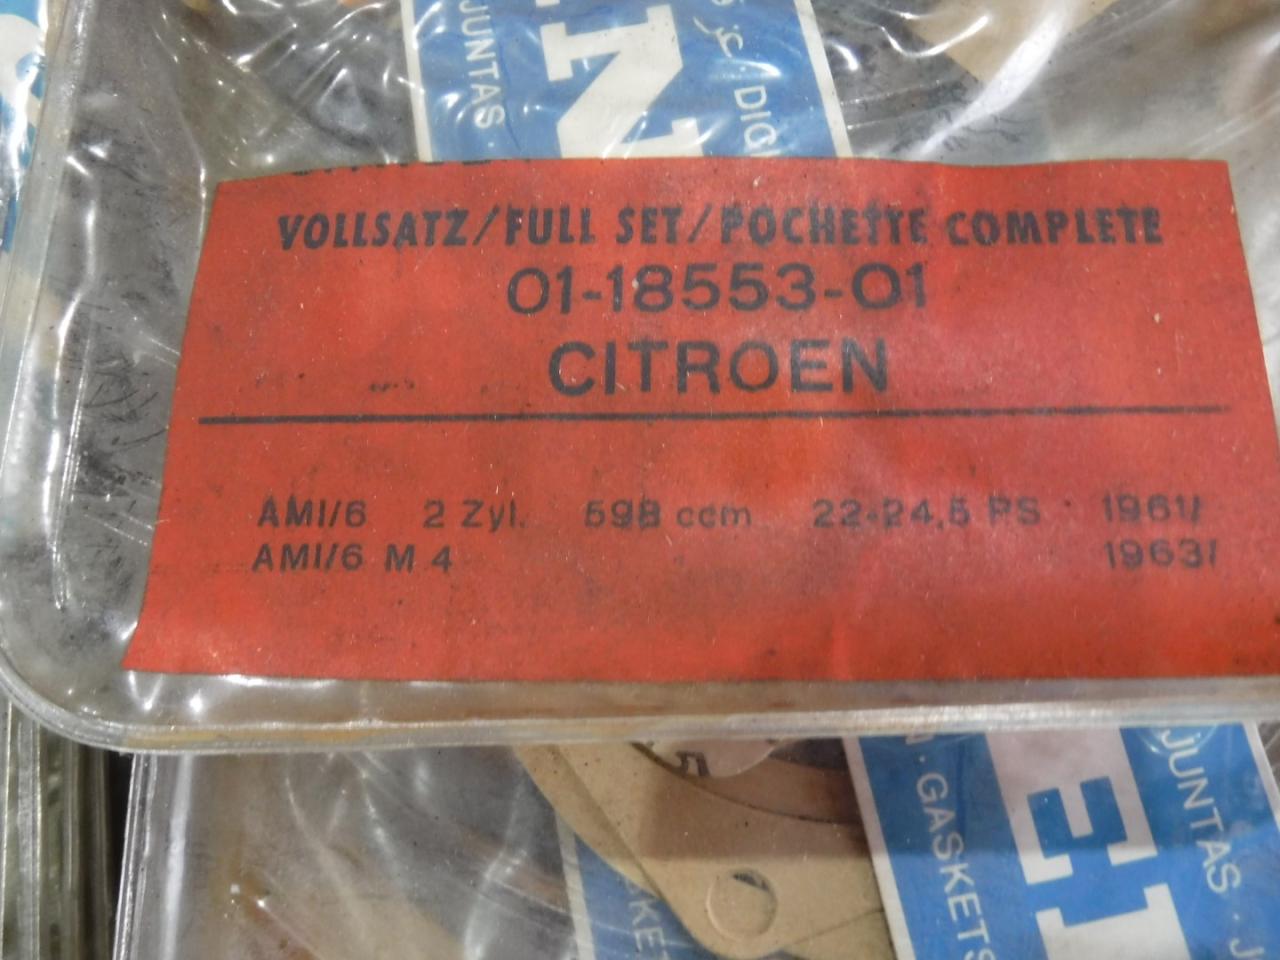 JUNTAS ·
N
VOLLSATZ/FULL SET/POCHETTE COMPLETE
01-18553-01
CITROEN
AMI/6 2 Zyl. 598 ccm 22-24,5 PS 1961/
AMI/6 M 4 1963/
· GASKETS
JUNTAS ·